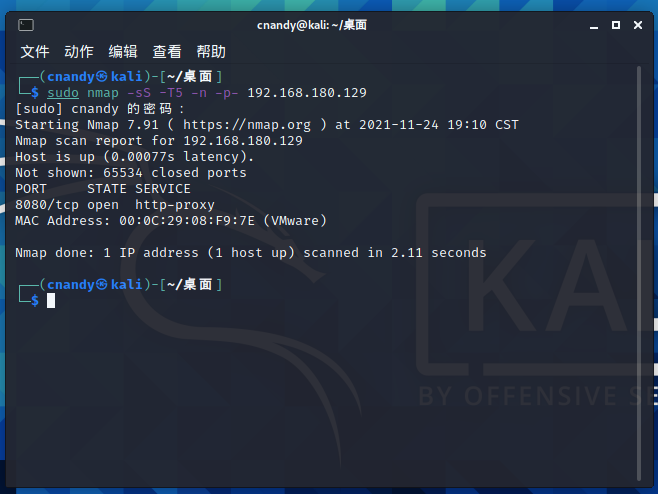 cnandy@kali: ~/桌面
文件 动作 编辑 查看 帮助
┌──(cnandy㉿kali)-[~/桌面]
└─$ sudo nmap -sS -T5 -n -p- 192.168.180.129
[sudo] cnandy 的密码：
Starting Nmap 7.91 ( https://nmap.org ) at 2021-11-24 19:10 CST
Nmap scan report for 192.168.180.129
Host is up (0.00077s latency).
Not shown: 65534 closed ports
PORT     STATE SERVICE
8080/tcp open  http-proxy
MAC Address: 00:0C:29:08:F9:7E (VMware)
Nmap done: 1 IP address (1 host up) scanned in 2.11 seconds
┌──(cnandy㉿kali)-[~/桌面]
└─$
KAL
BY OFFENSIVE SE